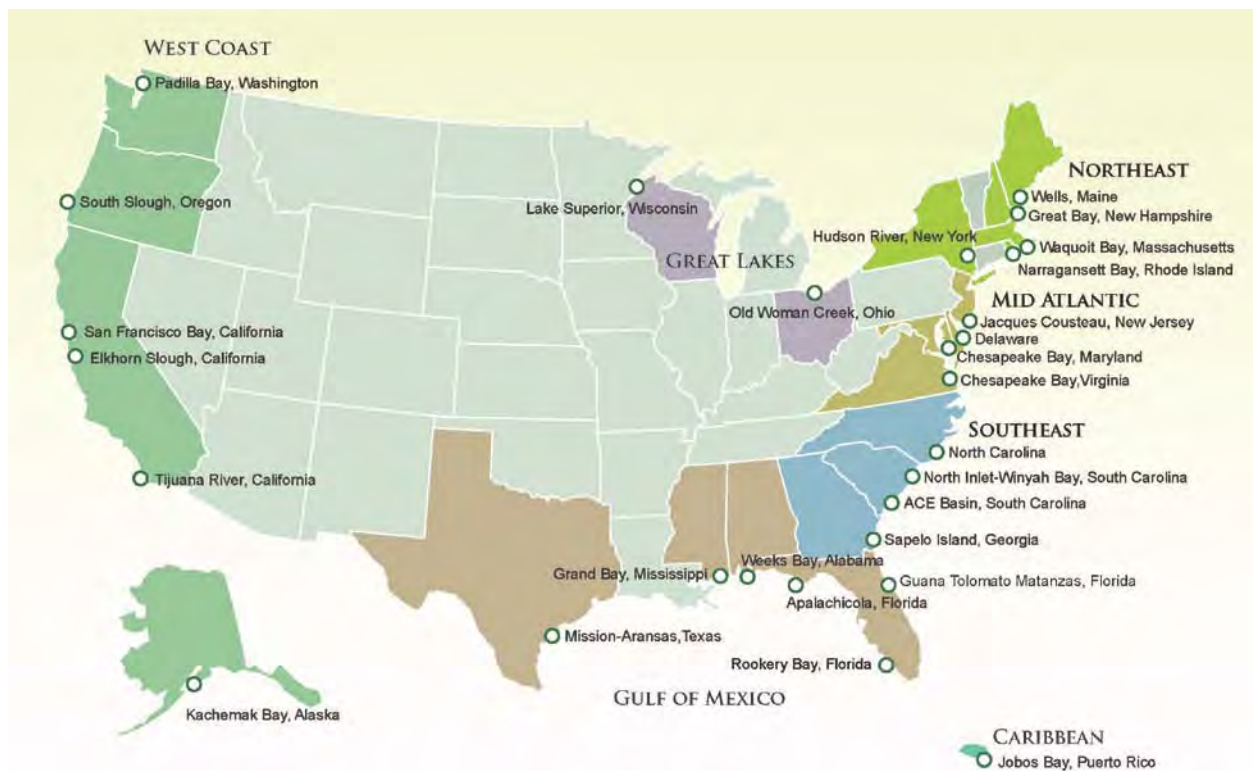 WEST COAST
Padilla Bay, Washington
South Slough, Oregon
San Francisco Bay, California
Elkhorn Slough, California
Tijuana River, California
Kachemak Bay, Alaska
Lake Superior, Wisconsin
GREAT LAKES
Old Woman Creek, Ohio
NORTHEAST
Wells, Maine
Great Bay, New Hampshire
Hudson River, New York
Waquoit Bay, Massachusetts
Narragansett Bay, Rhode Island
MID ATLANTIC
Jacques Cousteau, New Jersey
Delaware
Chesapeake Bay, Maryland
Chesapeake Bay,Virginia
SOUTHEAST
North Carolina
North Inlet-Winyah Bay, South Carolina
ACE Basin, South Carolina
Sapelo Island, Georgia
Guana Tolomato Matanzas, Florida
Weeks Bay, Alabama
Grand Bay, Mississippi
Apalachicola, Florida
Mission-Aransas,Texas
Rookery Bay, Florida
GULF OF MEXICO
CARIBBEAN
Jobos Bay, Puerto Rico